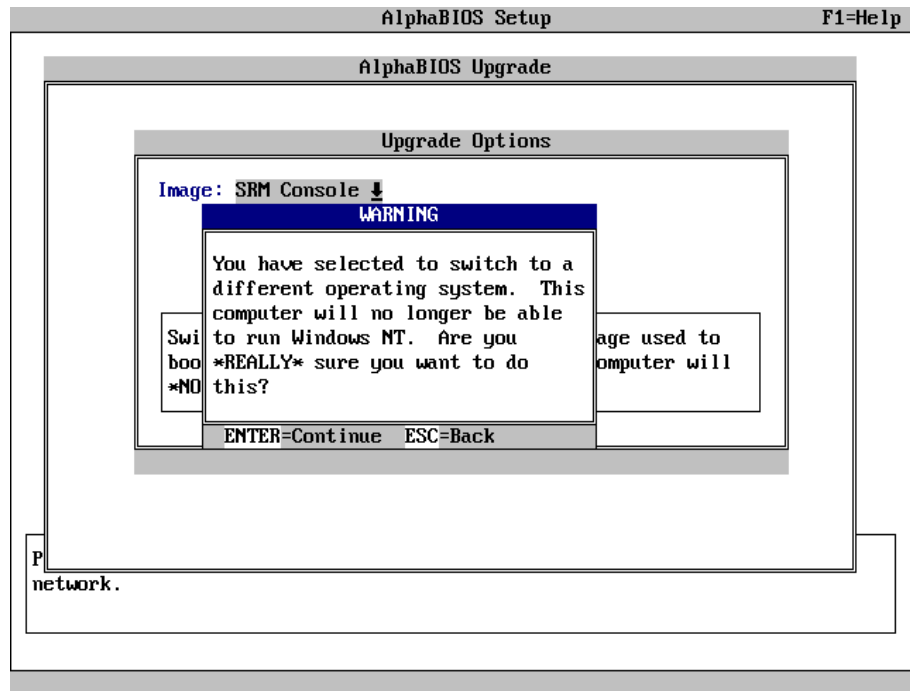 AlphaBIOS Setup F1=Help
AlphaBIOS Upgrade
Upgrade Options
Image: SRM Console
WARNING
You have selected to switch to a
different operating system. This
computer will no longer be able
to run Windows NT. Are you
*REALLY* sure you want to do
this?
ENTER=Continue ESC=Back
Swi age used to
boo omputer will
*NO
P
network.